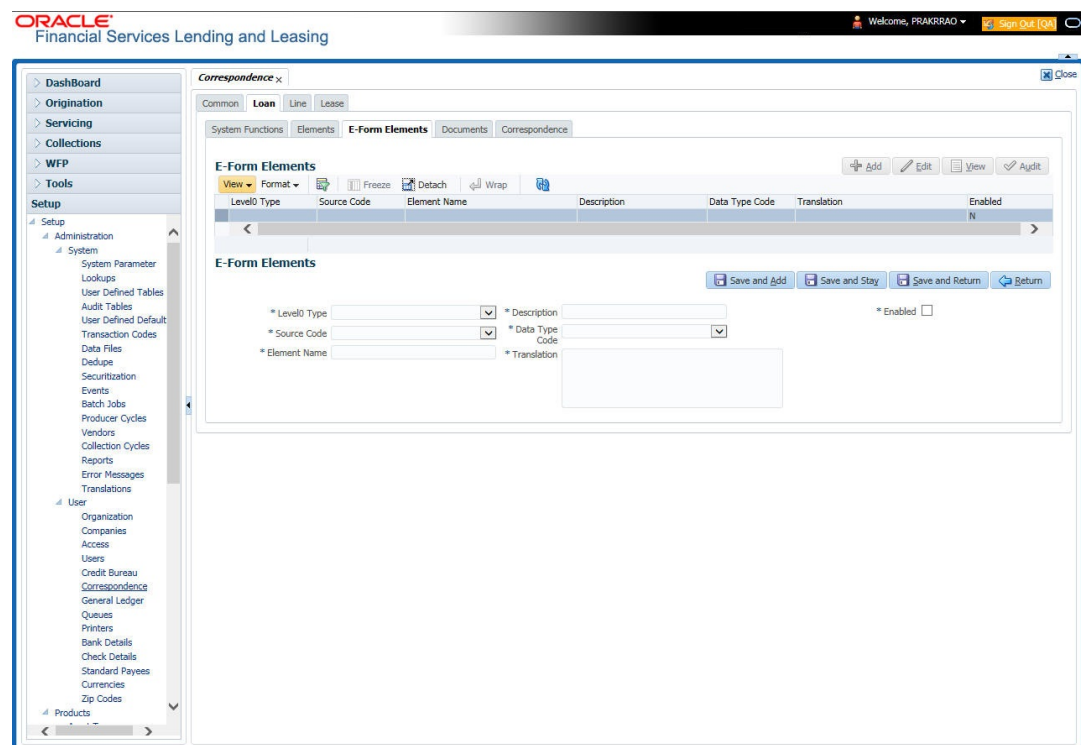 ORACLE
Financial Services Lending and Leasing
Welcome, PRAKRRAO
Sign Out [QA]
DashBoard
Origination
Servicing
Collections
WFP
Tools
Setup
Setup
Administration
System
System Parameter
Lookups
User Defined Tables
Audit Tables
User Defined Default
Transaction Codes
Data Files
Dedupe
Securitization
Events
Batch Jobs
Producer Cycles
Vendors
Collection Cycles
Reports
Error Messages
Translations
User
Organization
Companies
Access
Users
Credit Bureau
Correspondence
General Ledger
Queues
Printers
Bank Details
Check Details
Standard Payees
Currencies
Zip Codes
Products
Correspondence x
Close
Common Loan Line Lease
System Functions Elements E-Form Elements Documents Correspondence
E-Form Elements
Add Edit View Audit
View Format Freeze Detach Wrap
Level0 Type Source Code Element Name Description Data Type Code Translation Enabled
N
E-Form Elements
Save and Add Save and Stay Save and Return Return
* Level0 Type
* Source Code
* Element Name
* Description
* Data Type
Code
* Translation
* Enabled